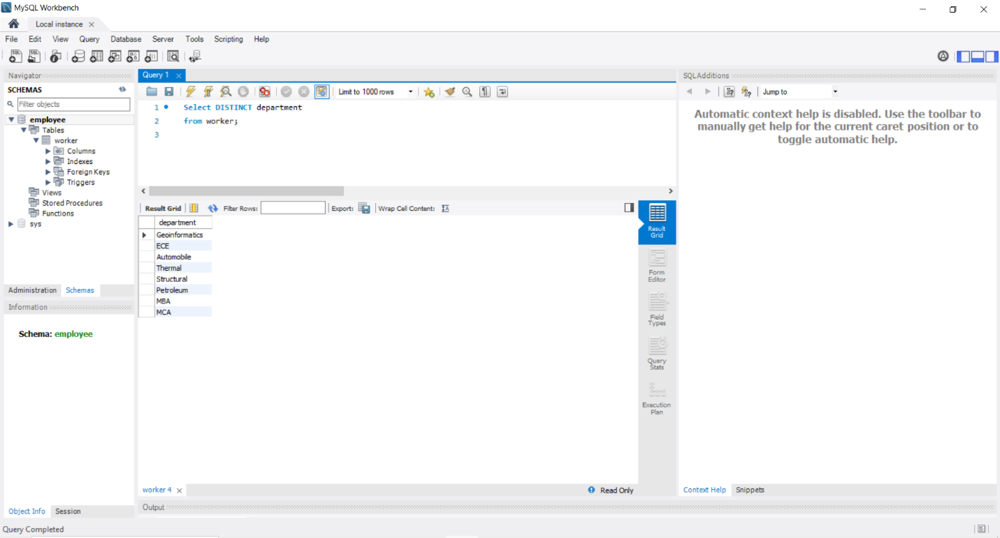 MySQL Workbench
Local instance
File Edit View Query Database Server Tools Scripting Help
Navigator
SCHEMAS
Filter objects
employee
Tables
worker
Columns
Indexes
Foreign Keys
Triggers
Views
Stored Procedures
Functions
sys
Administration Schemas
Information
Schema: employee
Object Info Session
Query 1
Limit to 1000 rows
1 Select DISTINCT department
2 from worker;
3
Result Grid Filter Rows: Export: Wrap Cell Content:
department
Geoinformatics
ECE
Automobile
Thermal
Structural
Petroleum
MBA
MCA
Result
Grid
Form
Editor
Field
Types
Query
Stats
Execution
Plan
worker 4
Read Only
Output
SQLAdditions
Jump to
Automatic context help is disabled. Use the toolbar to
manually get help for the current caret position or to
toggle automatic help.
Context Help Snippets
Query Completed